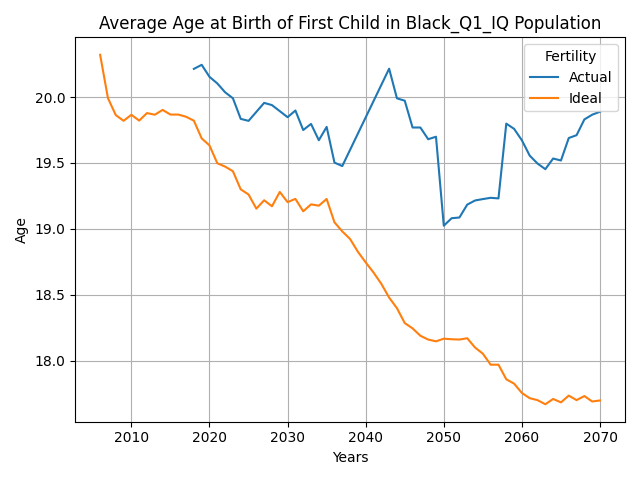 Average Age at Birth of First Child in Black_Q1_IQ Population
Fertility
Actual
Ideal
20.0
19.5
19.0
18.5
18.0
Age
2010 2020 2030 2040 2050 2060 2070
Years